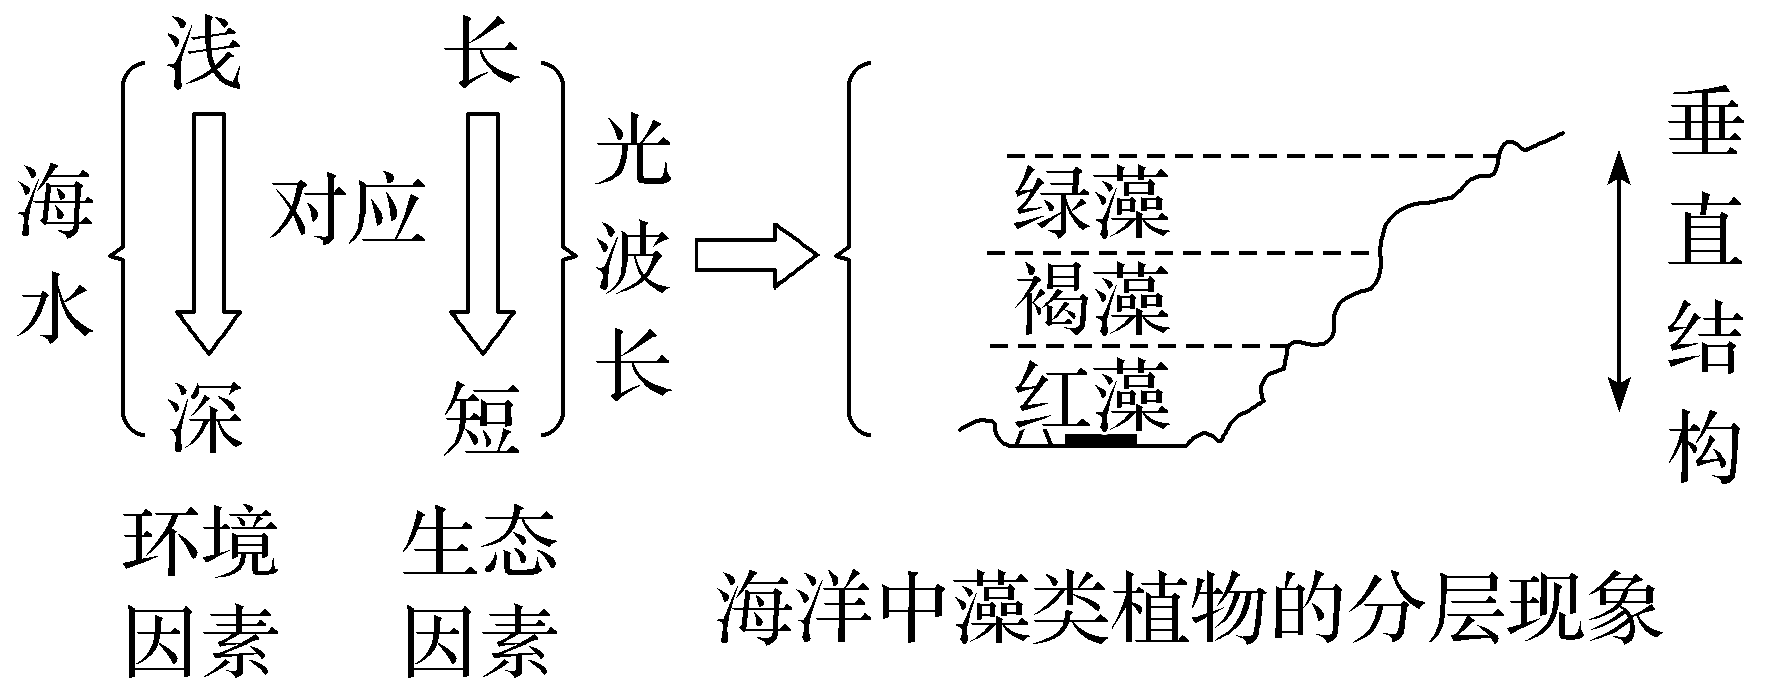 浅
深
海水
环境因素
对应
长
短
光波长
生态因素
绿藻
褐藻
红藻
垂直结构
海洋中藻类植物的分层现象